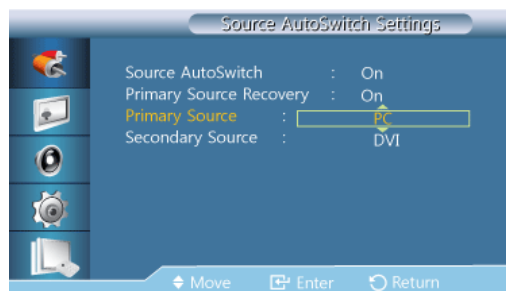 Source AutoSwitch Settings
Source AutoSwitch : On
Primary Source Recovery : On
Primary Source : PC
Secondary Source : DVI
Move Enter Return